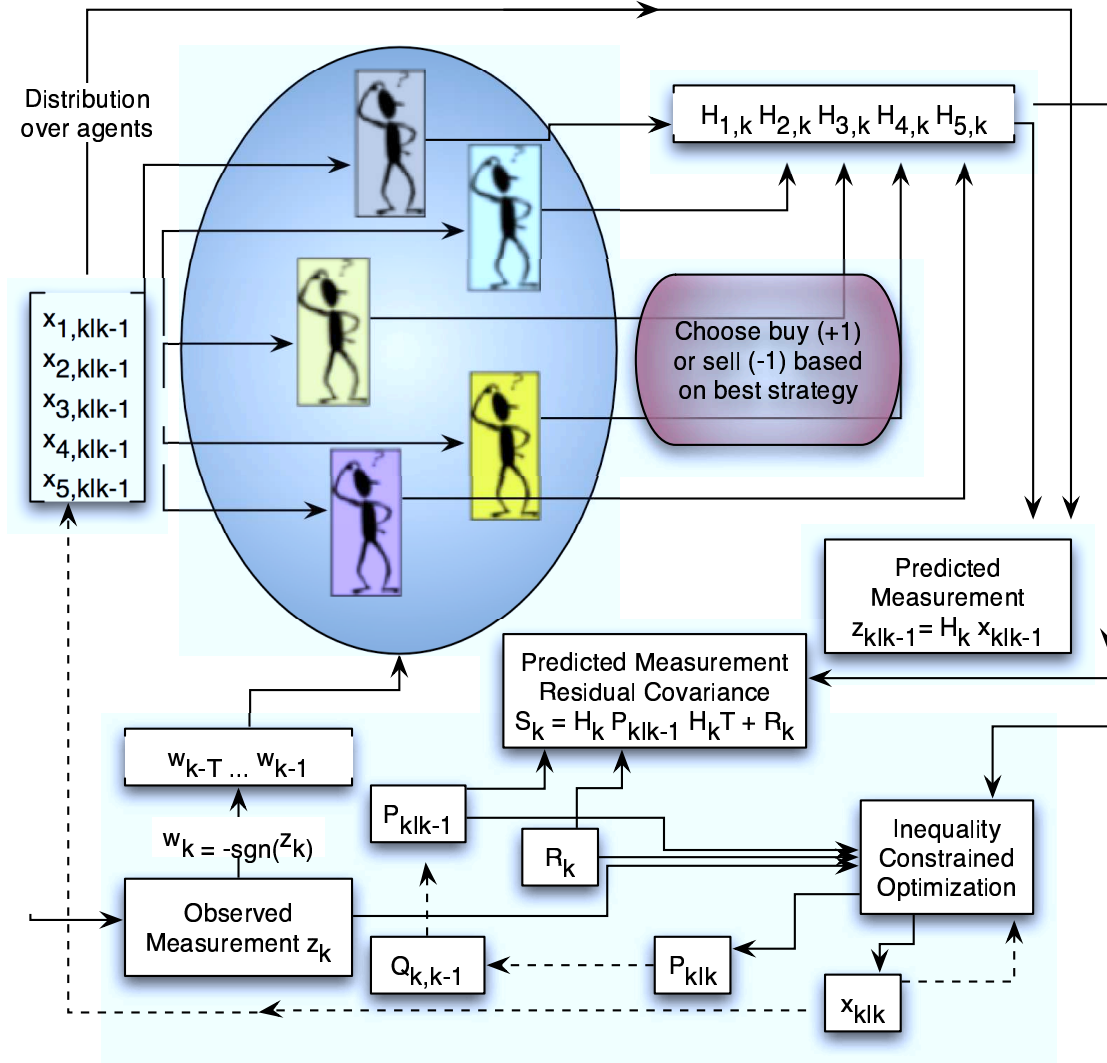 Distribution
over agents
H1,k H2,k H3,k H4,k H5,k
x1,k|k-1
x2,k|k-1
x3,k|k-1
x4,k|k-1
x5,k|k-1
?
?
?
?
?
Choose buy (+1)
or sell (-1) based
on best strategy
Predicted
Measurement
zk|k-1 = Hk xk|k-1
Predicted Measurement
Residual Covariance
Sk = Hk Pk|k-1 HkT + Rk
wk-T ... wk-1
wk = -sgn(zk)
Pk|k-1
Rk
Inequality
Constrained
Optimization
Observed
Measurement zk
Qk,k-1
Pk|k
xk|k